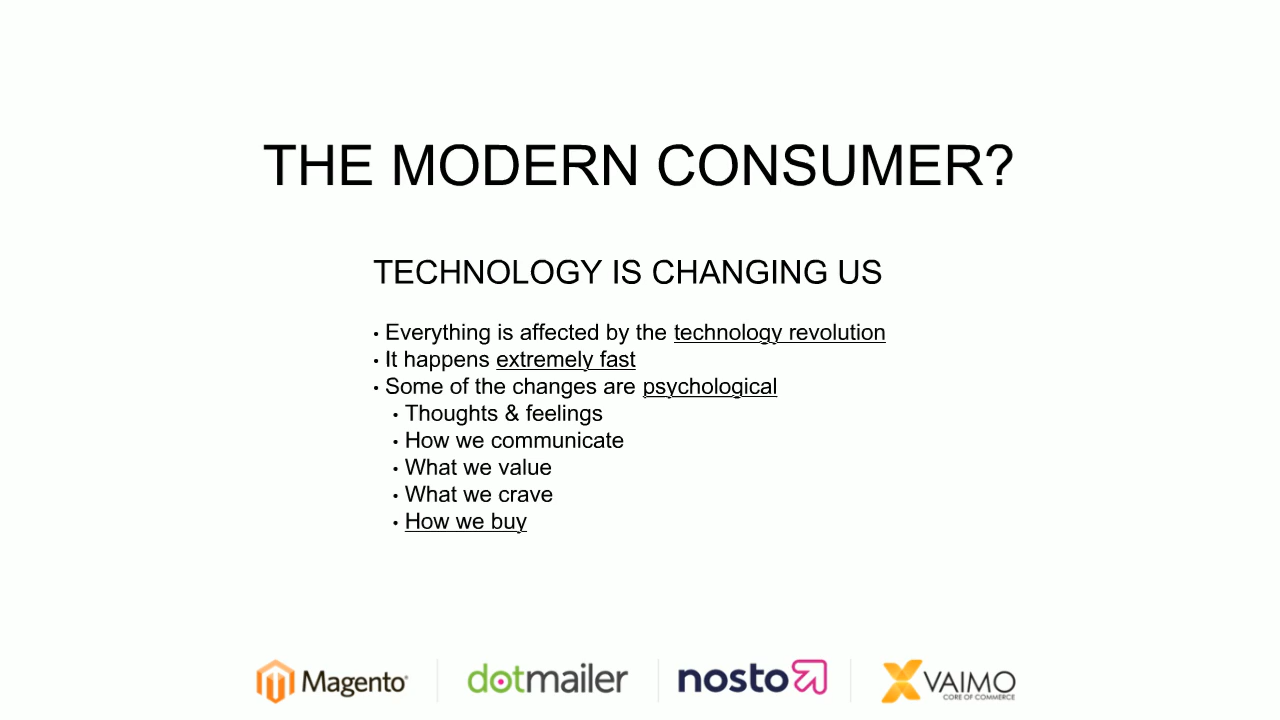 THE MODERN CONSUMER?
TECHNOLOGY IS CHANGING US
• Everything is affected by the technology revolution
• It happens extremely fast
• Some of the changes are psychological
• Thoughts & feelings
• How we communicate
• What we value
• What we crave
• How we buy
Magento® dotmailer nosto VAIMO
CORE OF COMMERCE